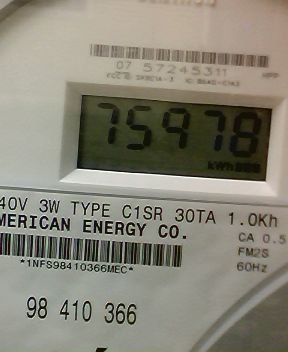 07 57245311
75978
kWh
40V 3W TYPE C1SR 30TA 1.0Kh
MERICAN ENERGY CO.
CA 0.5
*1NFS98410366MEC*
FM2S
60Hz
98 410 366